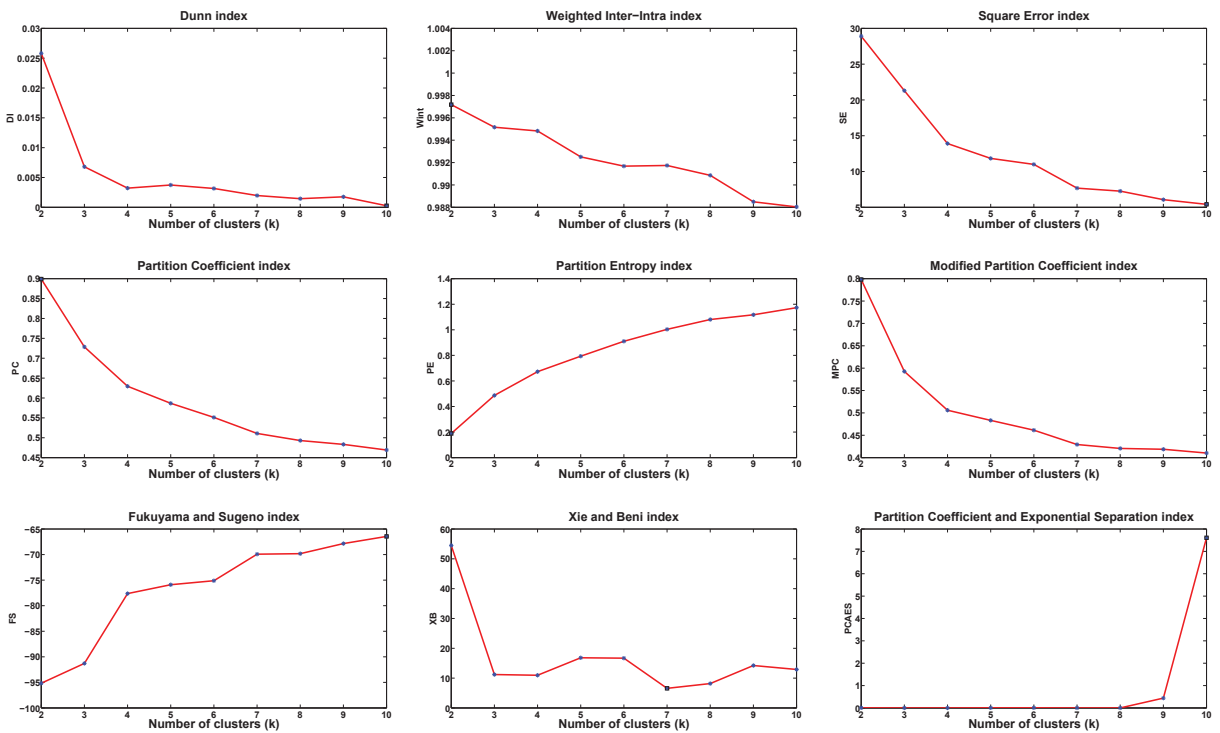 Dunn index
0.03
0.025
0.02
0.015
0.01
0.005
0
DI
2 3 4 5 6 7 8 9 10
Number of clusters (k)
Weighted Inter−Intra index
1.004
1.002
1
0.998
0.996
0.994
0.992
0.99
0.988
Wint
2 3 4 5 6 7 8 9 10
Number of clusters (k)
Square Error index
30
25
20
15
10
5
SE
2 3 4 5 6 7 8 9 10
Number of clusters (k)
Partition Coefficient index
0.9
0.85
0.8
0.75
0.7
0.65
0.6
0.55
0.5
0.45
PC
2 3 4 5 6 7 8 9 10
Number of clusters (k)
Partition Entropy index
1.4
1.2
1
0.8
0.6
0.4
0.2
0
PE
2 3 4 5 6 7 8 9 10
Number of clusters (k)
Modified Partition Coefficient index
0.8
0.75
0.7
0.65
0.6
0.55
0.5
0.45
0.4
MPC
2 3 4 5 6 7 8 9 10
Number of clusters (k)
Fukuyama and Sugeno index
−65
−70
−75
−80
−85
−90
−95
−100
FS
2 3 4 5 6 7 8 9 10
Number of clusters (k)
Xie and Beni index
60
50
40
30
20
10
0
XB
2 3 4 5 6 7 8 9 10
Number of clusters (k)
Partition Coefficient and Exponential Separation index
8
7
6
5
4
3
2
1
0
PCAES
2 3 4 5 6 7 8 9 10
Number of clusters (k)